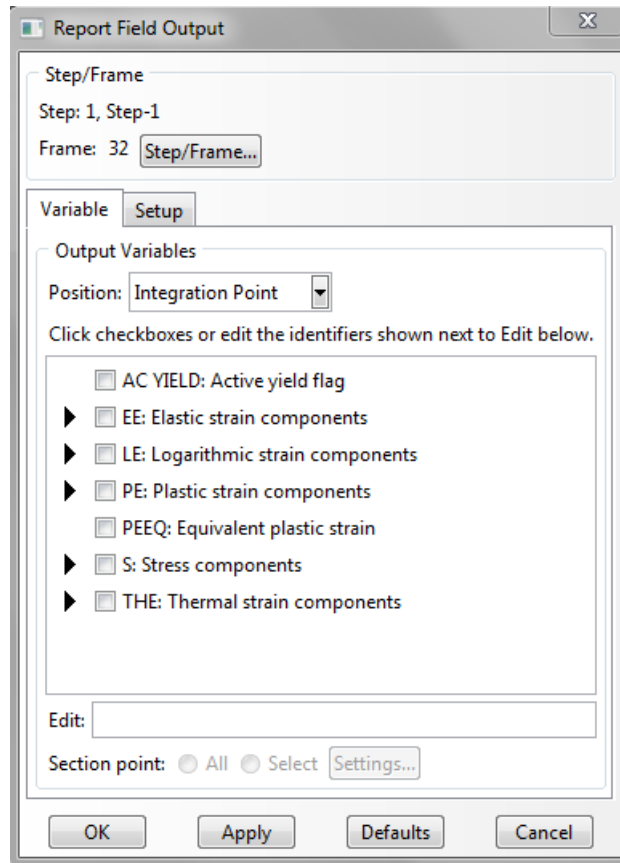 Report Field Output
Step/Frame
Step: 1, Step-1
Frame: 32 Step/Frame...
Variable Setup
Output Variables
Position: Integration Point
Click checkboxes or edit the identifiers shown next to Edit below.
AC YIELD: Active yield flag
EE: Elastic strain components
LE: Logarithmic strain components
PE: Plastic strain components
PEEQ: Equivalent plastic strain
S: Stress components
THE: Thermal strain components
Edit:
Section point: All Select Settings...
OK Apply Defaults Cancel